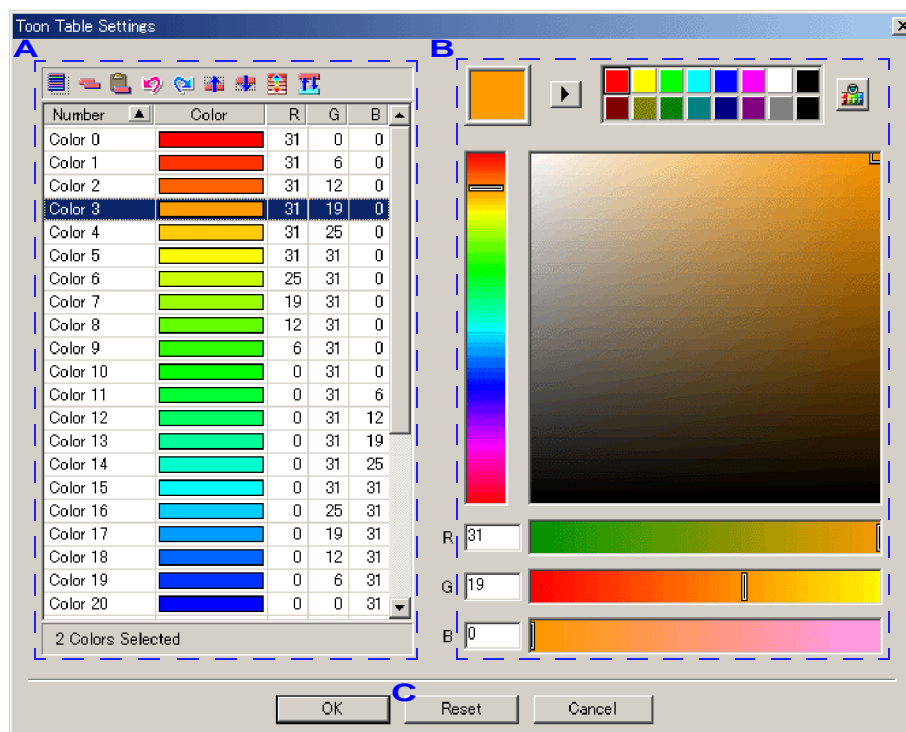 Toon Table Settings
A
B
Number Color R G B
Color 0 31 0 0
Color 1 31 6 0
Color 2 31 12 0
Color 3 31 19 0
Color 4 31 25 0
Color 5 31 31 0
Color 6 25 31 0
Color 7 19 31 0
Color 8 12 31 0
Color 9 6 31 0
Color 10 0 31 0
Color 11 0 31 6
Color 12 0 31 12
Color 13 0 31 19
Color 14 0 31 25
Color 15 0 31 31
Color 16 0 25 31
Color 17 0 19 31
Color 18 0 12 31
Color 19 0 6 31
Color 20 0 0 31
2 Colors Selected
R 31
G 19
B 0
C
OK
Reset
Cancel